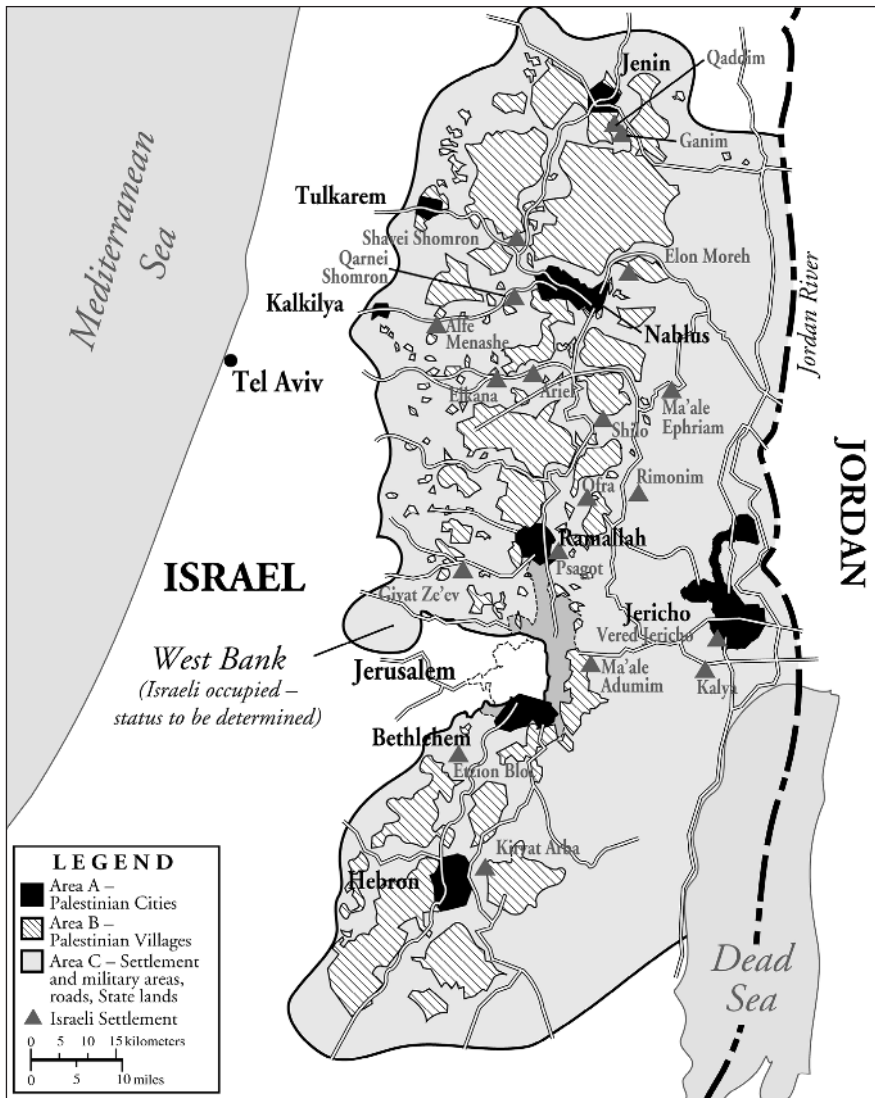 Jenin
Qaddim
Ganim
Mediterranean
Sea
Tulkarem
Shavei Shomron
Qarnei
Shomron
Elon Moreh
Kalkilya
Alfe
Menashe
Nablus
Jordan River
Tel Aviv
Elkana
Ariel
Ma'ale
Ephriam
Shilo
JORDAN
Ofra
Rimonim
Ramallah
Psagot
ISRAEL
Givat Ze'ev
Jericho
Vered Jericho
West Bank
(Israeli occupied –
status to be determined)
Jerusalem
Ma'ale
Adumim
Kalya
Bethlehem
Etzion Bloc
Kiryat Arba
Hebron
Dead
Sea
LEGEND
Area A –
Palestinian Cities
Area B –
Palestinian Villages
Area C – Settlement
and military areas,
roads, State lands
Israeli Settlement
0 5 10 15 kilometers
0 5 10 miles